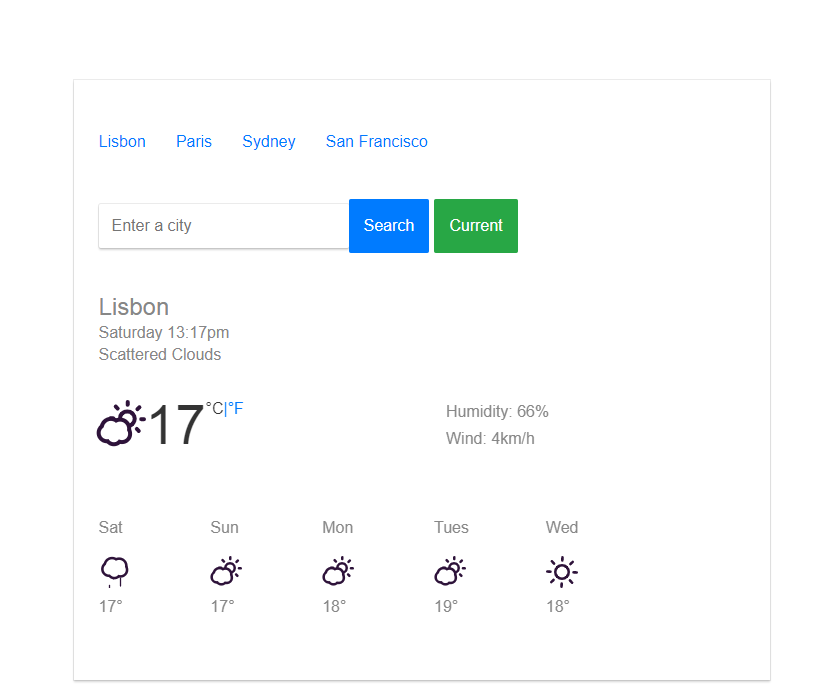 Lisbon Paris Sydney San Francisco
Enter a city Search Current
Lisbon
Saturday 13:17pm
Scattered Clouds
17°C|°F
Humidity: 66%
Wind: 4km/h
Sat Sun Mon Tues Wed
17° 17° 18° 19° 18°